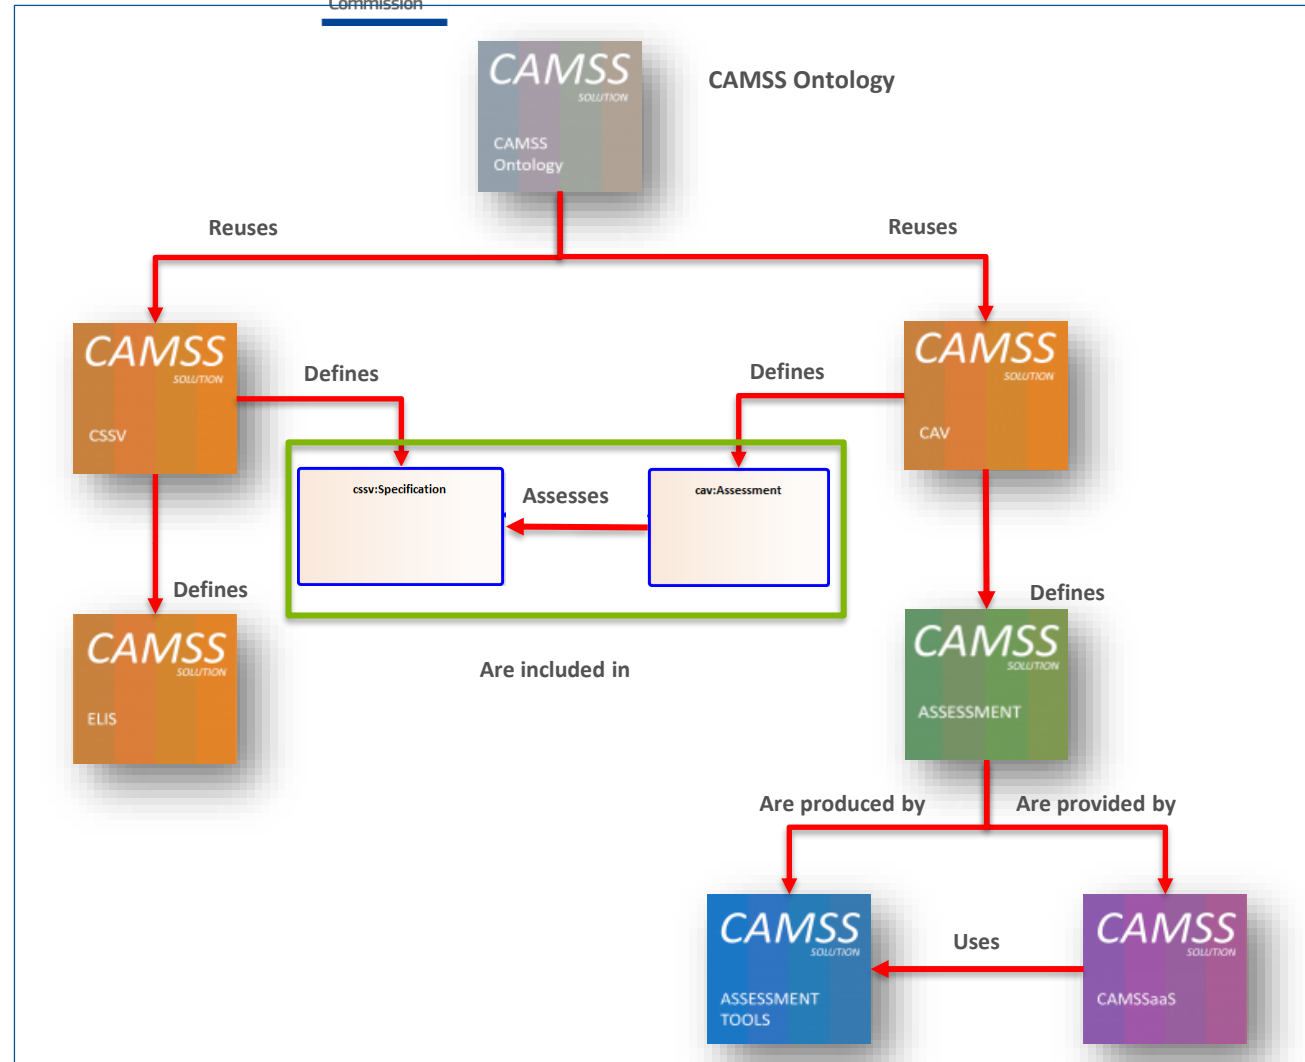 Commission
CAMSS
SOLUTION
CAMSS
Ontology
CAMSS Ontology
Reuses
Reuses
CAMSS
SOLUTION
CSSV
Defines
Defines
CAMSS
SOLUTION
CAV
cssv:Specification
Assesses
cav:Assessment
Defines
Defines
CAMSS
SOLUTION
ELIS
Are included in
CAMSS
SOLUTION
ASSESSMENT
Are produced by
Are provided by
CAMSS
SOLUTION
ASSESSMENT
TOOLS
Uses
CAMSS
SOLUTION
CAMSSaaS